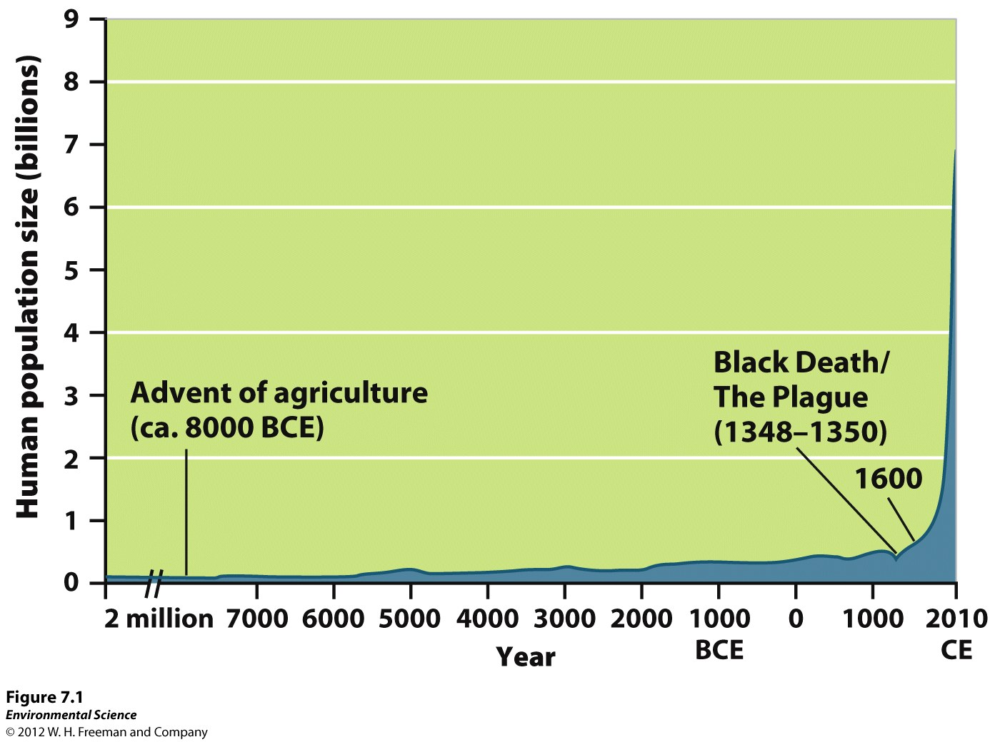 Human population size (billions)
9
8
7
6
5
4
3
2
1
0
Advent of agriculture
(ca. 8000 BCE)
Black Death/
The Plague
(1348–1350)
1600
2 million 7000 6000 5000 4000 3000 2000 1000 0 1000 2010
BCE CE
Year
Figure 7.1
Environmental Science
© 2012 W. H. Freeman and Company